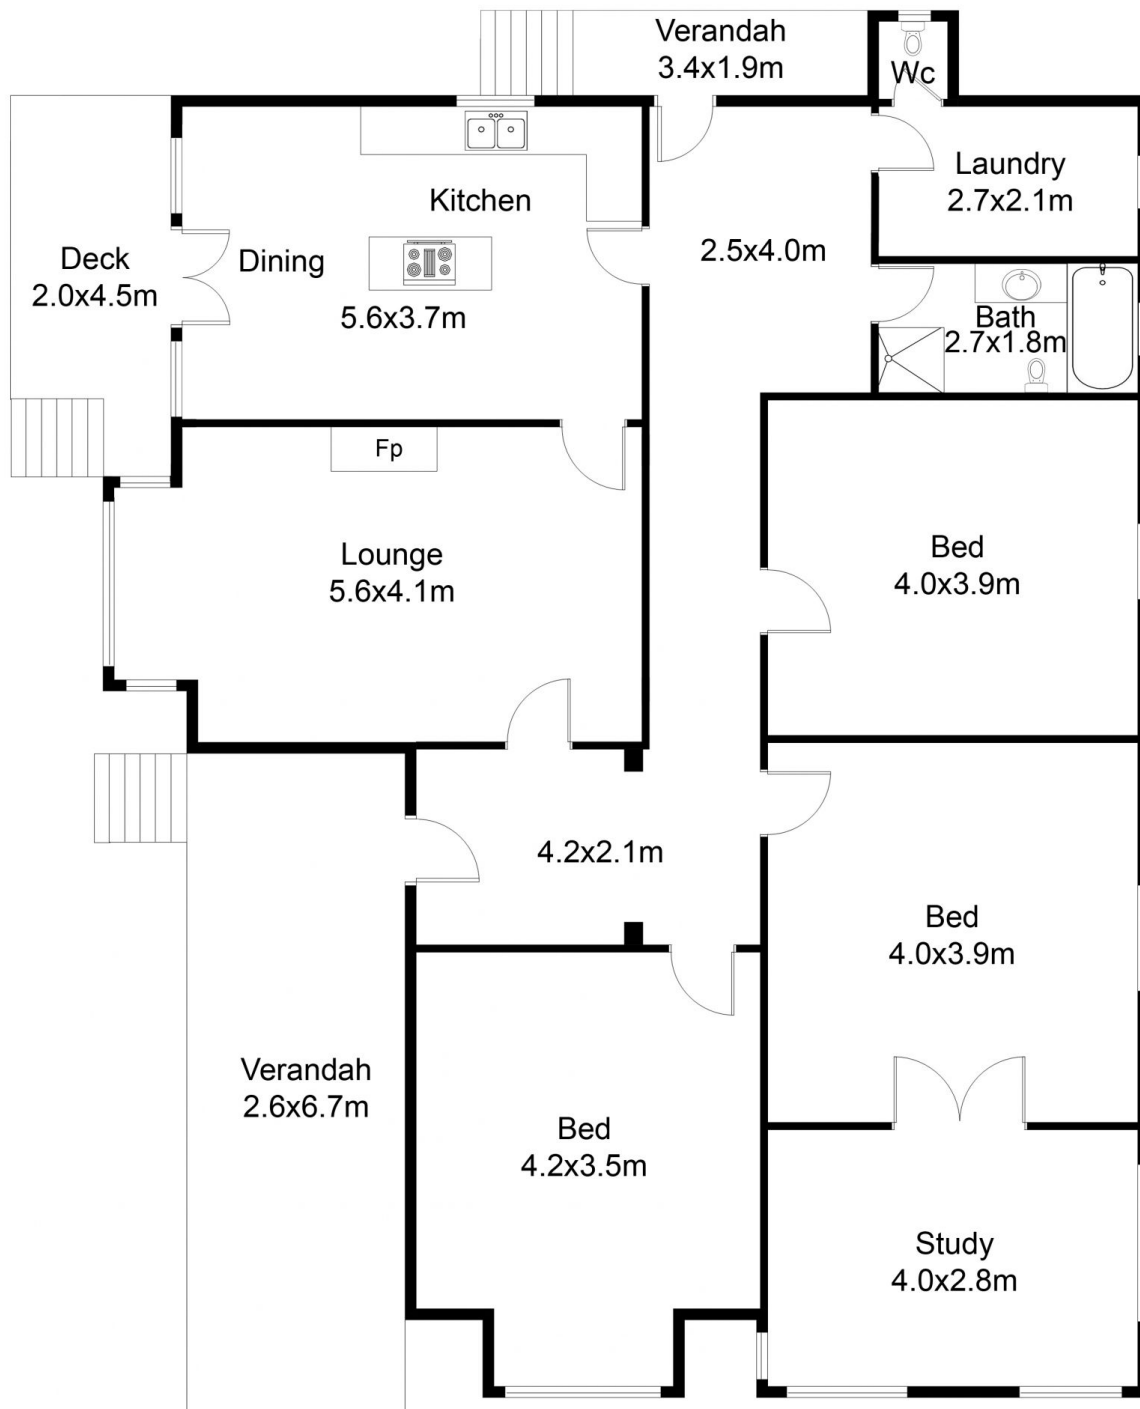 Verandah
3.4x1.9m
Wc
Laundry
2.7x2.1m
Kitchen
2.5x4.0m
Deck
2.0x4.5m
Dining
5.6x3.7m
Bath
2.7x1.8m
Fp
Lounge
5.6x4.1m
Bed
4.0x3.9m
4.2x2.1m
Bed
4.0x3.9m
Verandah
2.6x6.7m
Bed
4.2x3.5m
Study
4.0x2.8m